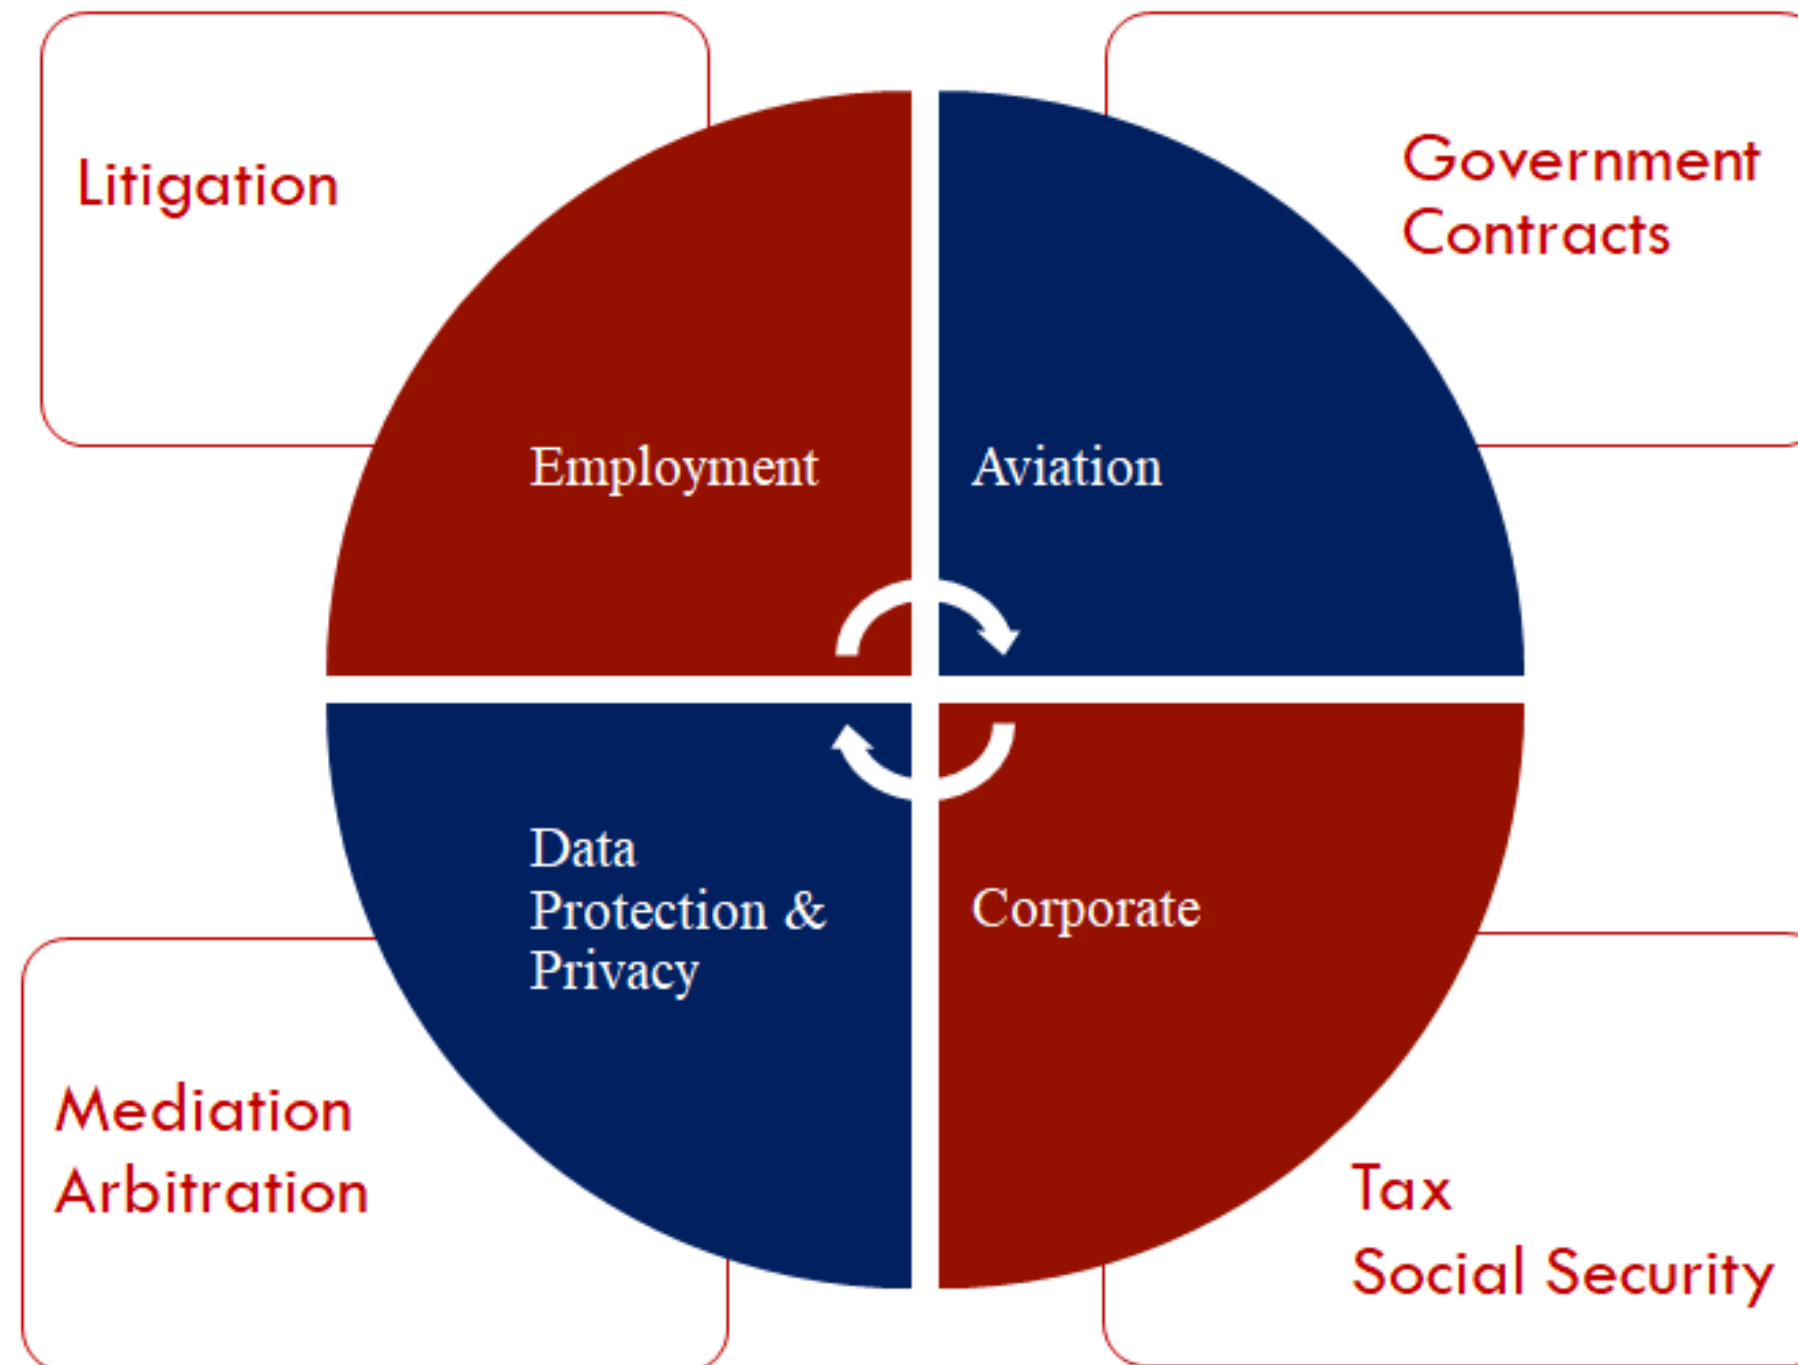 Litigation
Government
Contracts
Employment
Aviation
Data
Protection &
Privacy
Corporate
Mediation
Arbitration
Tax
Social Security